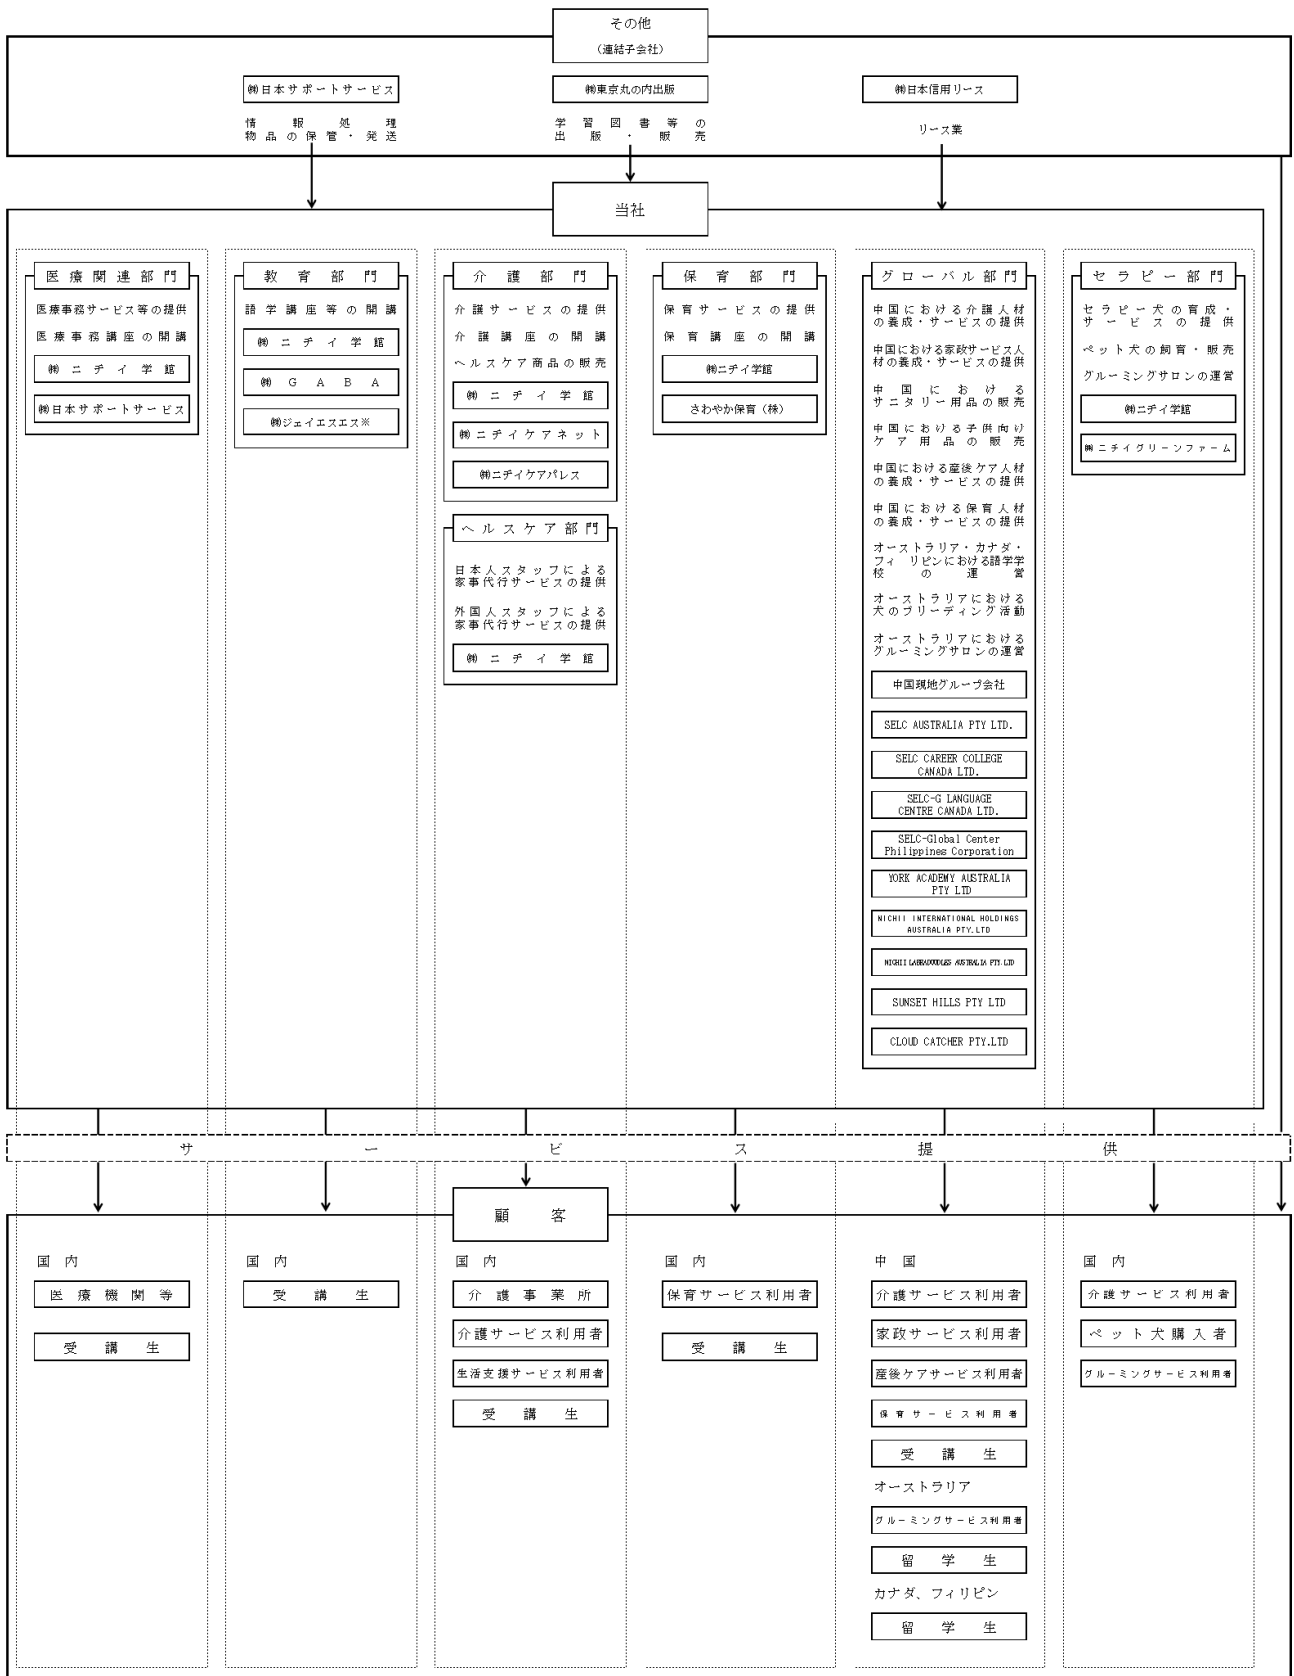 その他
(連結子会社)
㈱日本サポートサービス
情報処理
物品の保管・発送
㈱東京丸の内出版
学習図書等の
出版・販売
㈱日本信用リース
リース業
当社
医療関連部門
医療事務サービス等の提供
医療事務講座の開講
㈱ニチイ学館
㈱日本サポートサービス
教育部門
語学講座等の開講
㈱ニチイ学館
㈱GABA
㈱ジェイエスエス※
介護部門
介護サービスの提供
介護講座の開講
ヘルスケア商品の販売
㈱ニチイ学館
㈱ニチイケアネット
㈱ニチイケアパレス
ヘルスケア部門
日本人スタッフによる
家事代行サービスの提供
外国人スタッフによる
家事代行サービスの提供
㈱ニチイ学館
保育部門
保育サービスの提供
保育講座の開講
㈱ニチイ学館
さわやか保育(株)
グローバル部門
中国における介護人材
の養成・サービスの提供
中国における家政サービス人
材の養成・サービスの提供
中国における
サニタリー用品の販売
中国における子供向け
ケア用品の販売
中国における産後ケア人材
の養成・サービスの提供
中国における保育人材
の養成・サービスの提供
オーストラリア・カナダ・
フィリピンにおける語学学
校の運営
オーストラリアにおける
犬のブリーディング活動
オーストラリアにおける
グルーミングサロンの運営
中国現地グループ会社
SELC AUSTRALIA PTY LTD.
SELC CAREER COLLEGE
CANADA LTD.
SELC-G LANGUAGE
CENTRE CANADA LTD.
SELC-Global Center
Philippines Corporation
YORK ACADEMY AUSTRALIA
PTY LTD
NICHII INTERNATIONAL HOLDINGS
AUSTRALIA PTY.LTD
NICHII LABRADOODLES AUSTRALIA PTY.LTD
SUNSET HILLS PTY LTD
CLOUD CATCHER PTY.LTD
セラピー部門
セラピー犬の育成・
サービスの提供
ペット犬の飼育・販売
グルーミングサロンの運営
㈱ニチイ学館
㈱ニチイグリーンファーム
サービス提供
顧客
国内
医療機関等
受講生
国内
受講生
国内
介護事業所
介護サービス利用者
生活支援サービス利用者
受講生
国内
保育サービス利用者
受講生
中国
介護サービス利用者
家政サービス利用者
産後ケアサービス利用者
保育サービス利用者
受講生
オーストラリア
グルーミングサービス利用者
留学生
カナダ、フィリピン
留学生
国内
介護サービス利用者
ペット犬購入者
グルーミングサービス利用者